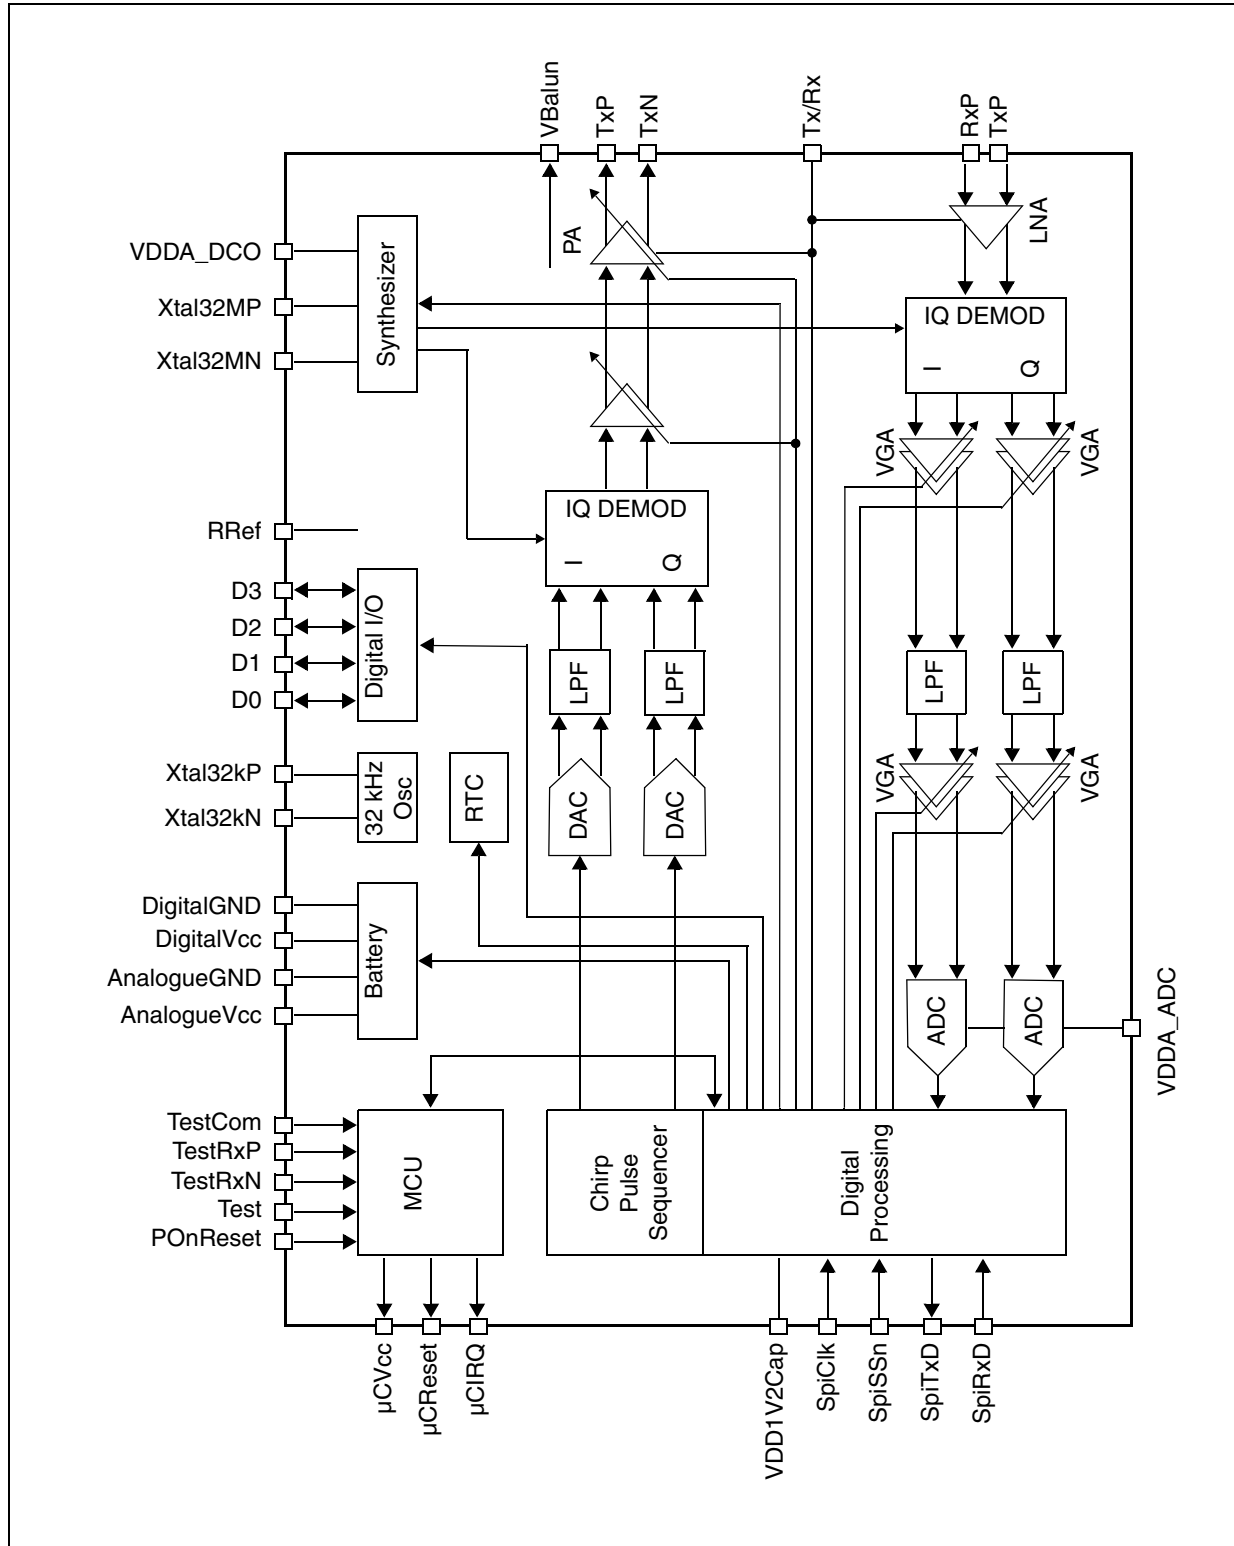 VBalun
TxP
TxN
Tx/Rx
RxP
TxP
VDDA_DCO
Xtal32MP
Xtal32MN
Synthesizer
PA
LNA
IQ DEMOD
I
Q
VGA
VGA
RRef
IQ DEMOD
I
Q
D3
D2
D1
D0
Digital I/O
LPF
LPF
LPF
LPF
Xtal32kP
Xtal32kN
32 kHz
Osc
RTC
DAC
DAC
VGA
VGA
DigitalGND
DigitalVcc
AnalogueGND
AnalogueVcc
Battery
ADC
ADC
VDDA_ADC
TestCom
TestRxP
TestRxN
Test
POnReset
MCU
Chirp
Pulse
Sequencer
Digital
Processing
µCVcc
µCReset
µCIRQ
VDD1V2Cap
SpiClk
SpiSSn
SpiTxD
SpiRxD